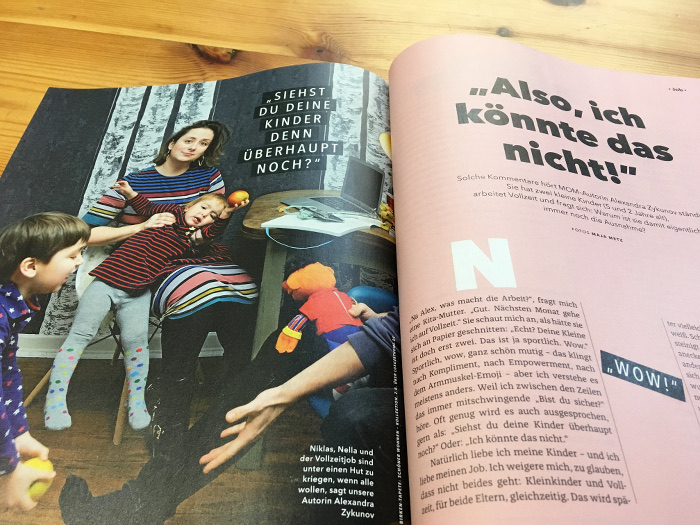 „SIEHST
DU DEINE
KINDER
DENN
ÜBERHAUPT
NOCH?“
Niklas, Nella und
der Vollzeitjob sind
unter einen Hut zu
kriegen, wenn alle
wollen, sagt unsere
Autorin Alexandra
Zykunov
„Also, ich
könnte das
nicht!“
Solche Kommentare hört MOM-Autorin Alexandra Zykunov ständ
Sie hat zwei kleine Kinder (5 und 2 Jahre alt),
arbeitet Vollzeit und fragt sich: Warum ist sie damit eigentlich
immer noch die Ausnahme?
FOTOS MAJA METZ
N
„Na Alex, was macht die Arbeit?“, fragt mich
eine Kita-Mutter. „Gut. Nächsten Monat gehe
ich auf Vollzeit.“ Sie schaut mich an, als hätte sie
sich an Papier geschnitten: „Echt? Deine Kleine
ist doch erst zwei. Das ist ja sportlich. Wow.“
Sportlich, wow, ganz schön mutig – das klingt
nach Kompliment, nach Empowerment, nach
dem Armmuskel-Emoji – aber ich verstehe es
meistens anders. Weil ich zwischen den Zeilen
das immer mitschwingende „Bist du sicher?“
höre. Oft genug wird es auch ausgesprochen,
gern als: „Siehst du deine Kinder überhaupt
noch?“ Oder: „Ich könnte das nicht.“
Natürlich liebe ich meine Kinder – und ich
liebe meinen Job. Ich weigere mich, zu glauben,
dass nicht beides geht: Kleinkinder und Voll-
zeit, für beide Eltern, gleichzeitig. Das wird spä-
„WOW!“